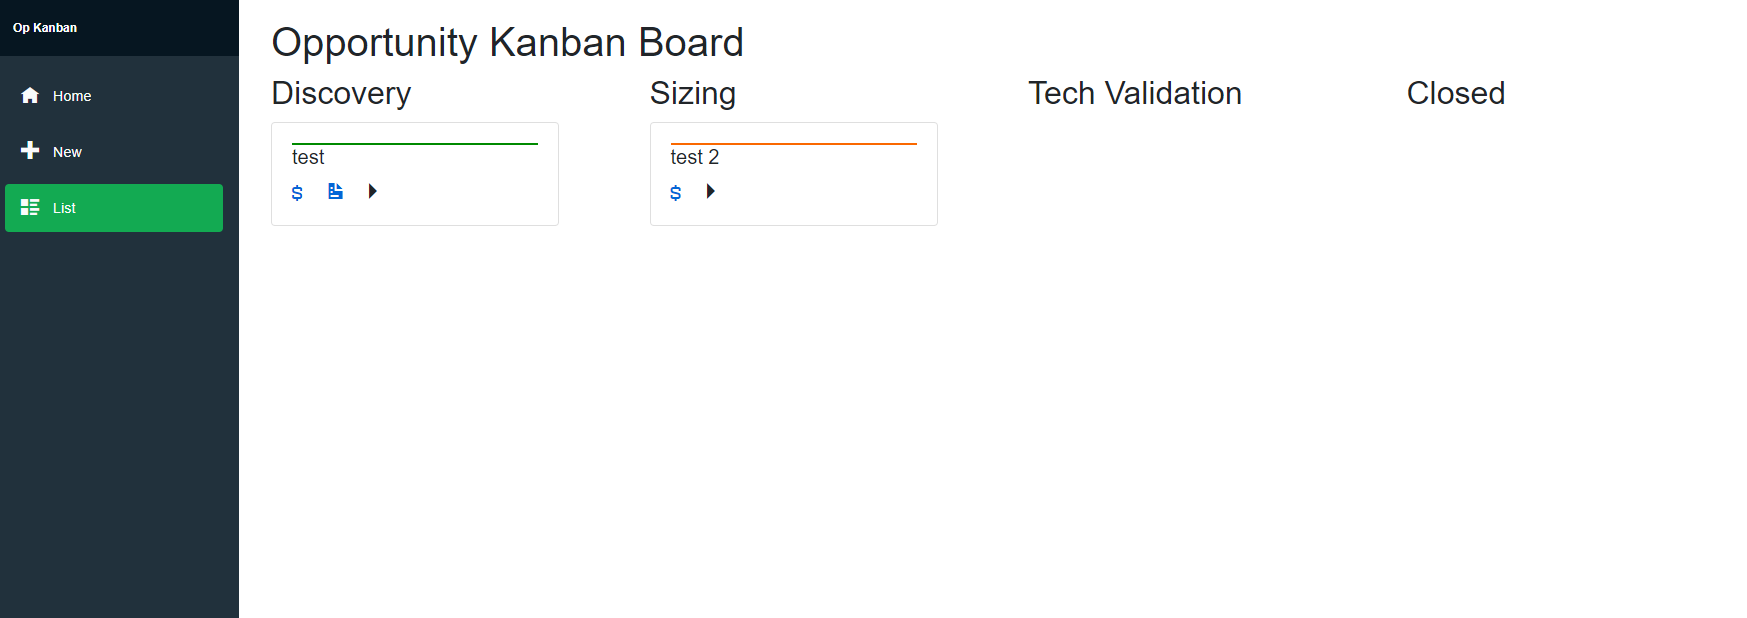 Op Kanban
Home
New
List
Opportunity Kanban Board
Discovery
Sizing
Tech Validation
Closed
test
$
test 2
$